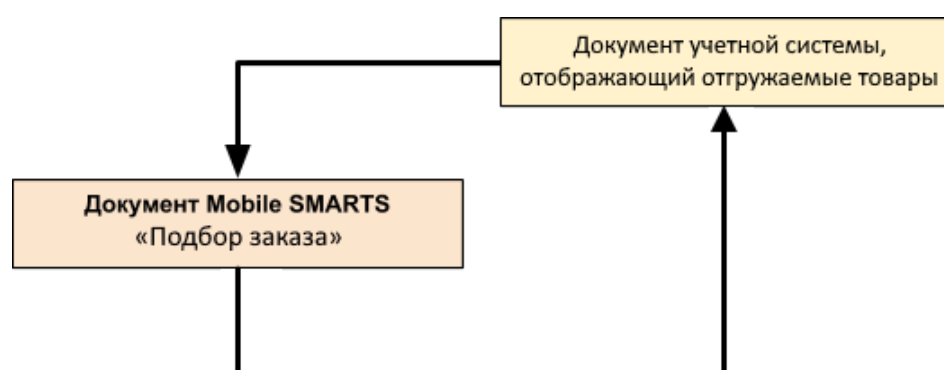 Документ учетной системы,
отображающий отгружаемые товары
Документ Mobile SMARTS
«Подбор заказа»